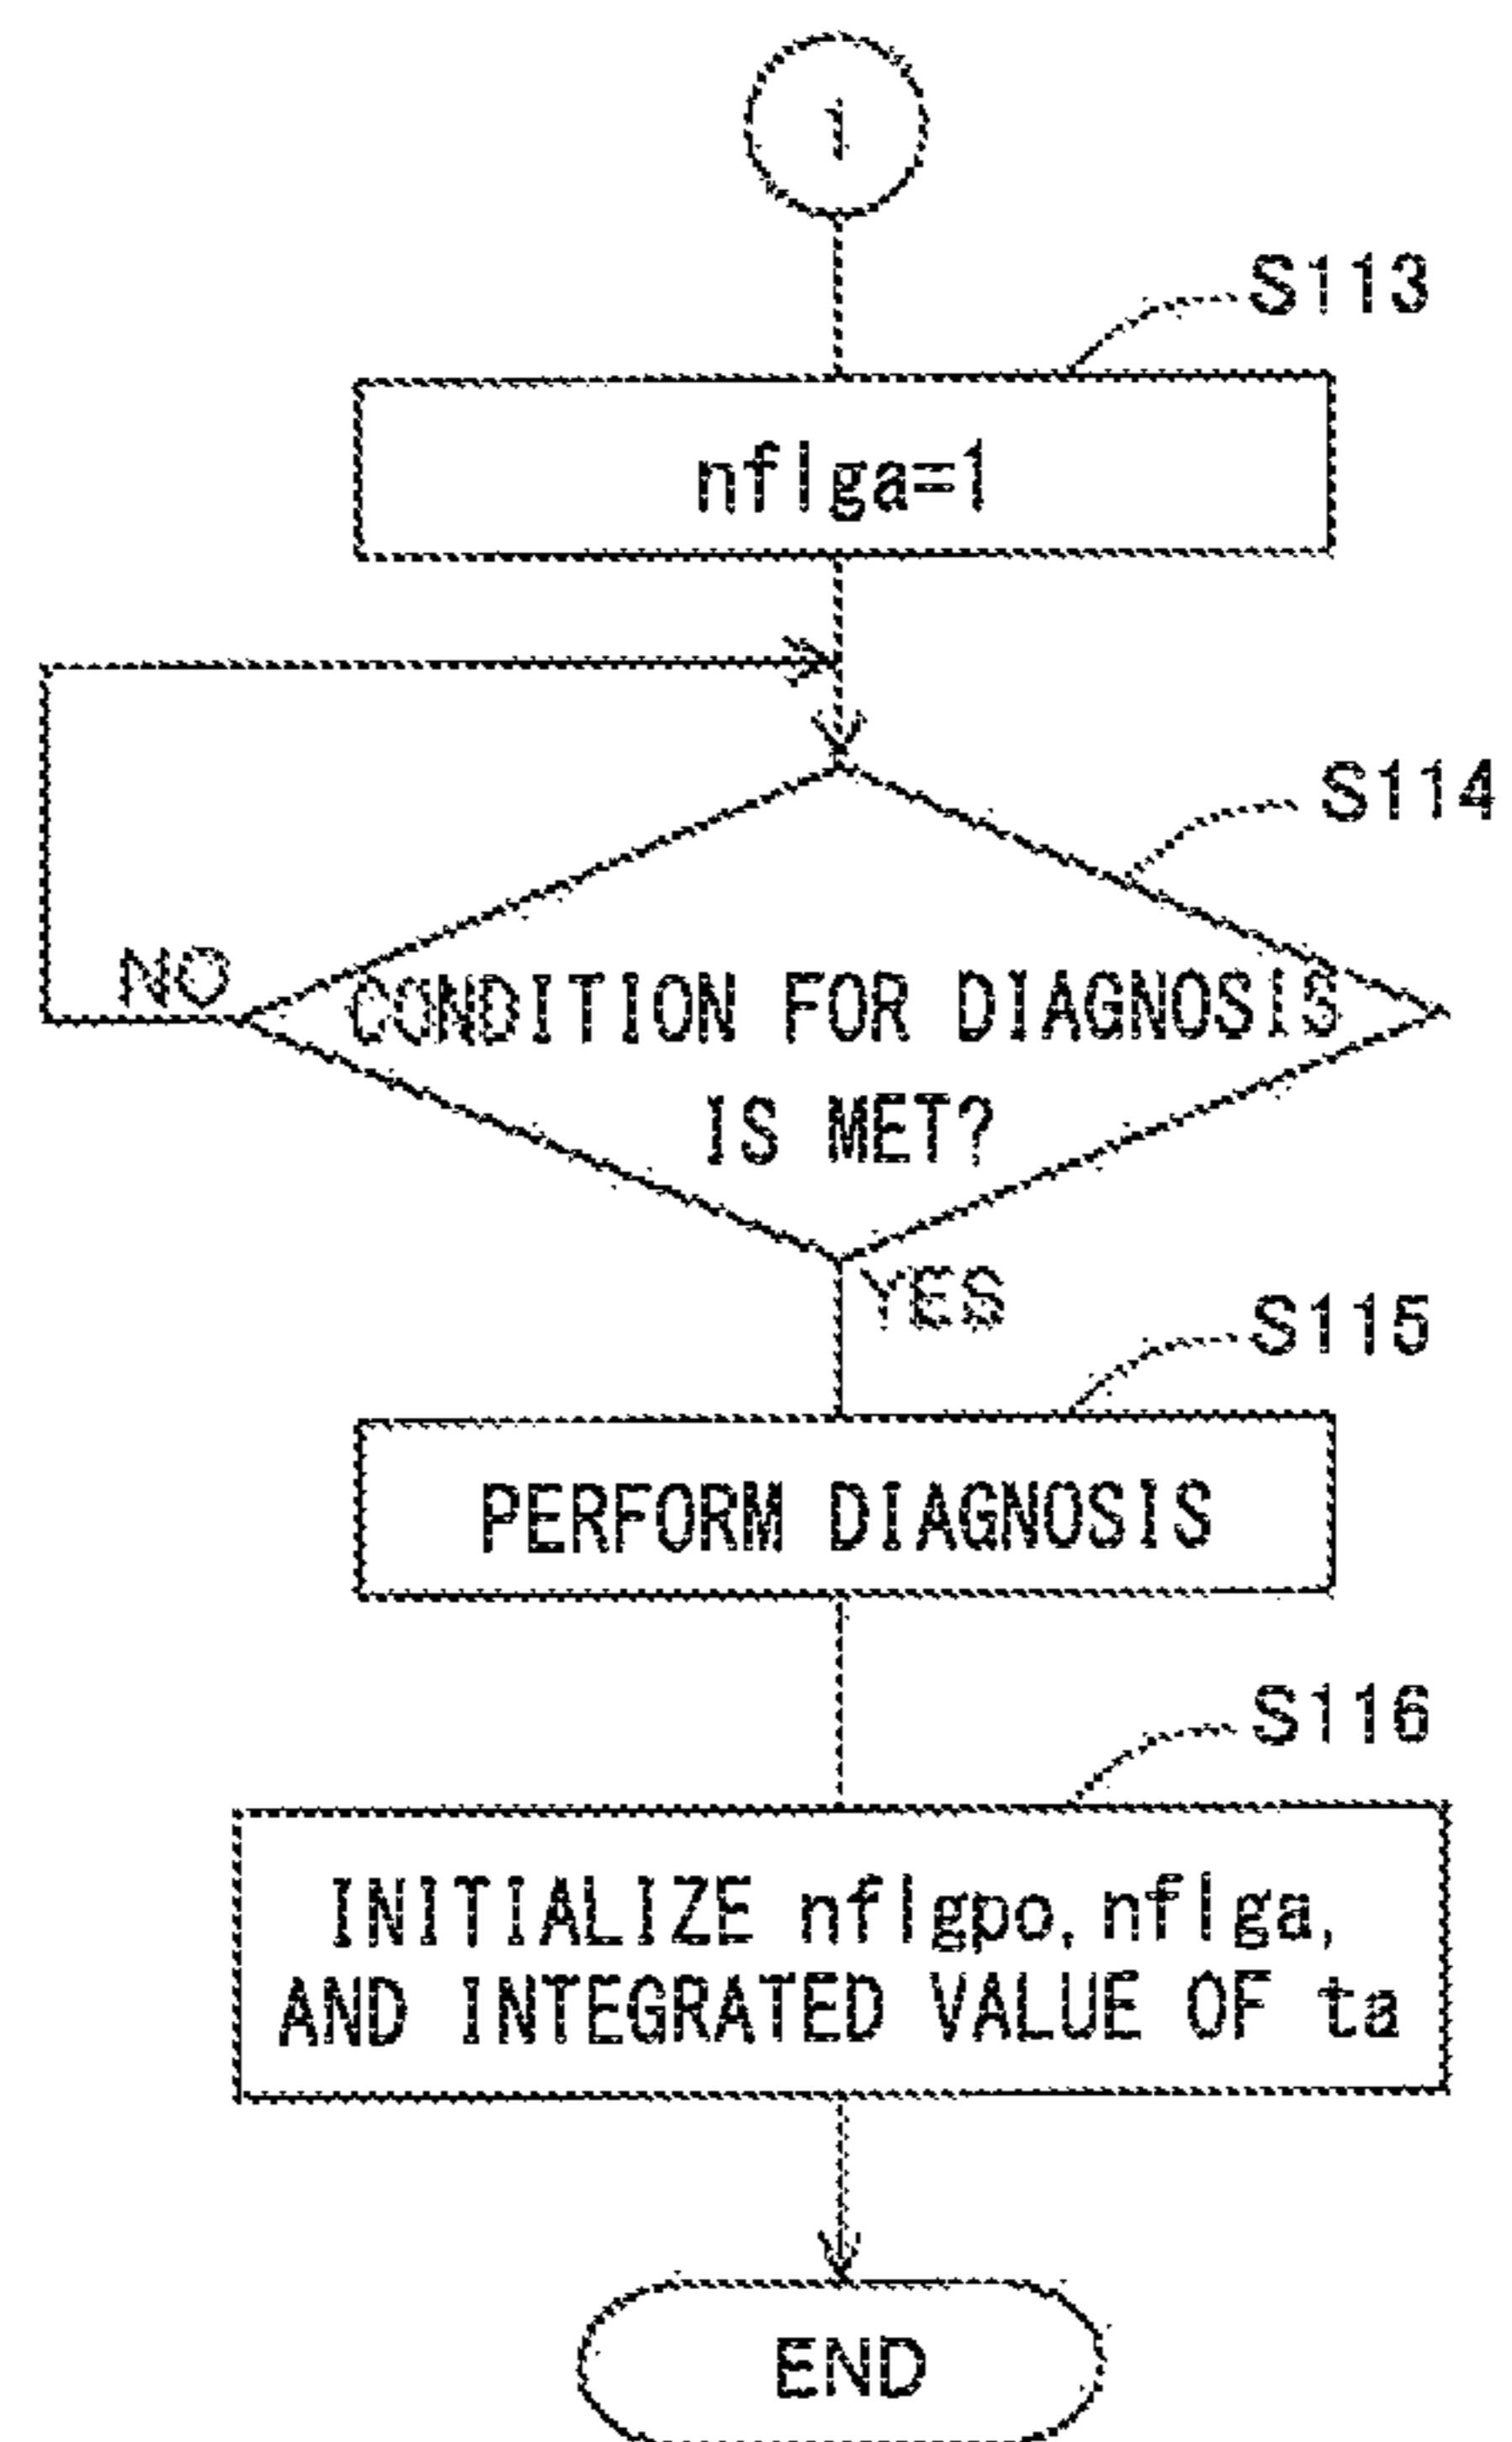 1
S113
nflga=1
S114
NO
CONDITION FOR DIAGNOSIS
IS MET?
YES
S115
PERFORM DIAGNOSIS
S116
INITIALIZE nflgpo, nflga,
AND INTEGRATED VALUE OF ta
END